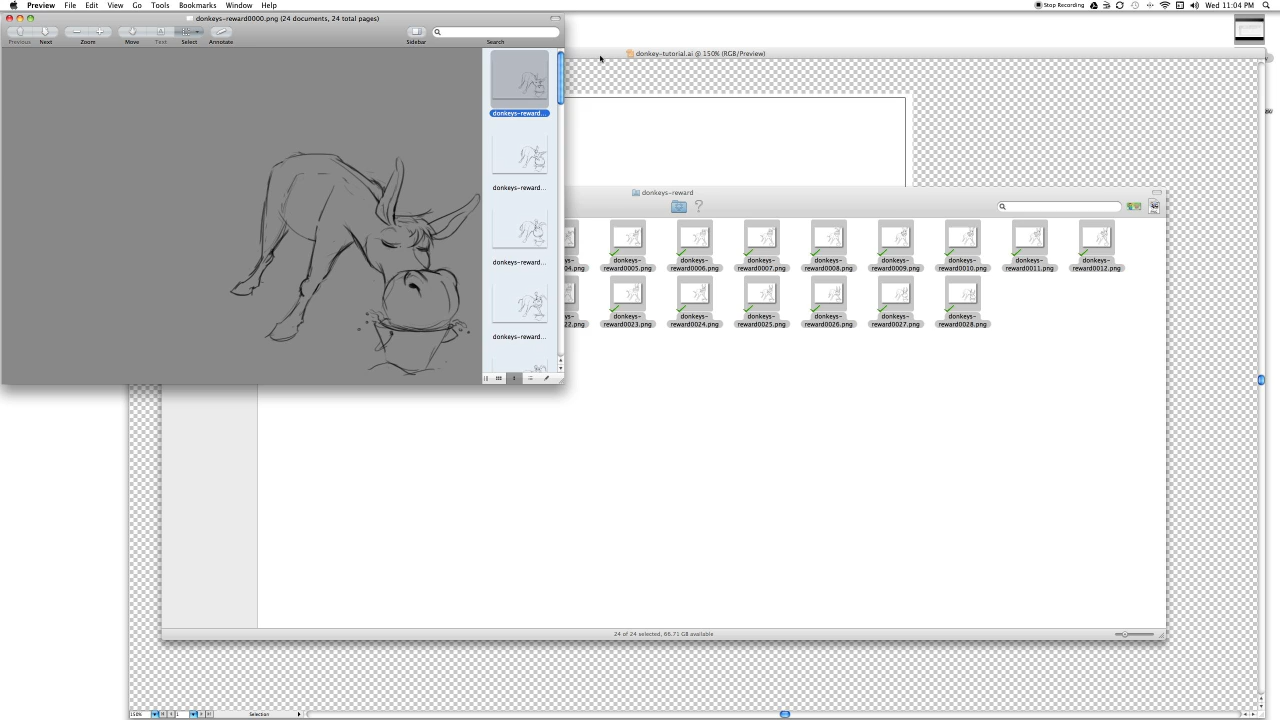 Preview File Edit View Go Tools Bookmarks Window Help Stop Recording Wed 11:04 PM
donkeys-reward0000.png (24 documents, 24 total pages)
Previous Next Zoom Move Text Select Annotate Sidebar Search
donkeys-reward...
donkeys-reward...
donkeys-reward...
donkeys-reward...
donkey-tutorial.ai @ 150% (RGB/Preview)
donkeys-reward
donkeys- donkeys- donkeys- donkeys- donkeys- donkeys- donkeys- donkeys-
04.png reward0005.png reward0006.png reward0007.png reward0008.png reward0009.png reward0010.png reward0011.png reward0012.png
donkeys- donkeys- donkeys- donkeys- donkeys- donkeys-
22.png reward0023.png reward0024.png reward0025.png reward0026.png reward0027.png reward0028.png
24 of 24 selected, 66.71 GB available
150% 1 Selection